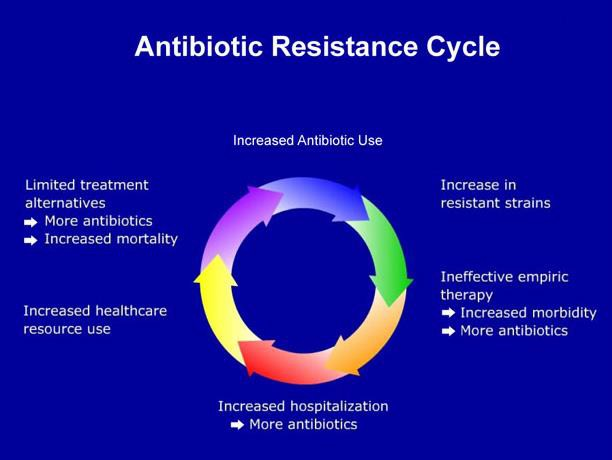 Antibiotic Resistance Cycle
Increased Antibiotic Use
Increase in
resistant strains
Ineffective empiric
therapy
Increased morbidity
More antibiotics
Increased hospitalization
More antibiotics
Increased healthcare
resource use
Limited treatment
alternatives
More antibiotics
Increased mortality